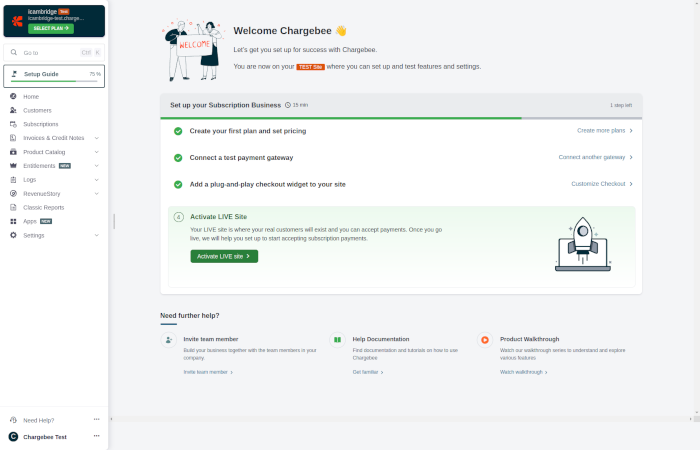 icambridge Test
icambridge-test.charge...
SELECT PLAN
Go to Ctrl K
Setup Guide 75 %
Home
Customers
Subscriptions
Invoices & Credit Notes
Product Catalog
Entitlements NEW
Logs
RevenueStory
Classic Reports
Apps NEW
Settings
Need Help?
Chargebee Test
WELCOME
Welcome Chargebee 👋
Let's get you set up for success with Chargebee.
You are now on your TEST Site where you can set up and test features and settings.
Set up your Subscription Business 15 min 1 step left
Create your first plan and set pricing Create more plans
Connect a test payment gateway Connect another gateway
Add a plug-and-play checkout widget to your site Customize Checkout
4 Activate LIVE Site
Your LIVE site is where your real customers will exist and you can accept payments. Once you go
live, we will help you set up to start accepting subscription payments.
Activate LIVE site
Need further help?
Invite team member
Build your business together with the team members in your
company.
Invite team member
Help Documentation
Find documentation and tutorials on how to use
Chargebee
Get familiar
Product Walkthrough
Watch our walkthrough series to understand and explore
various features
Watch walkthrough